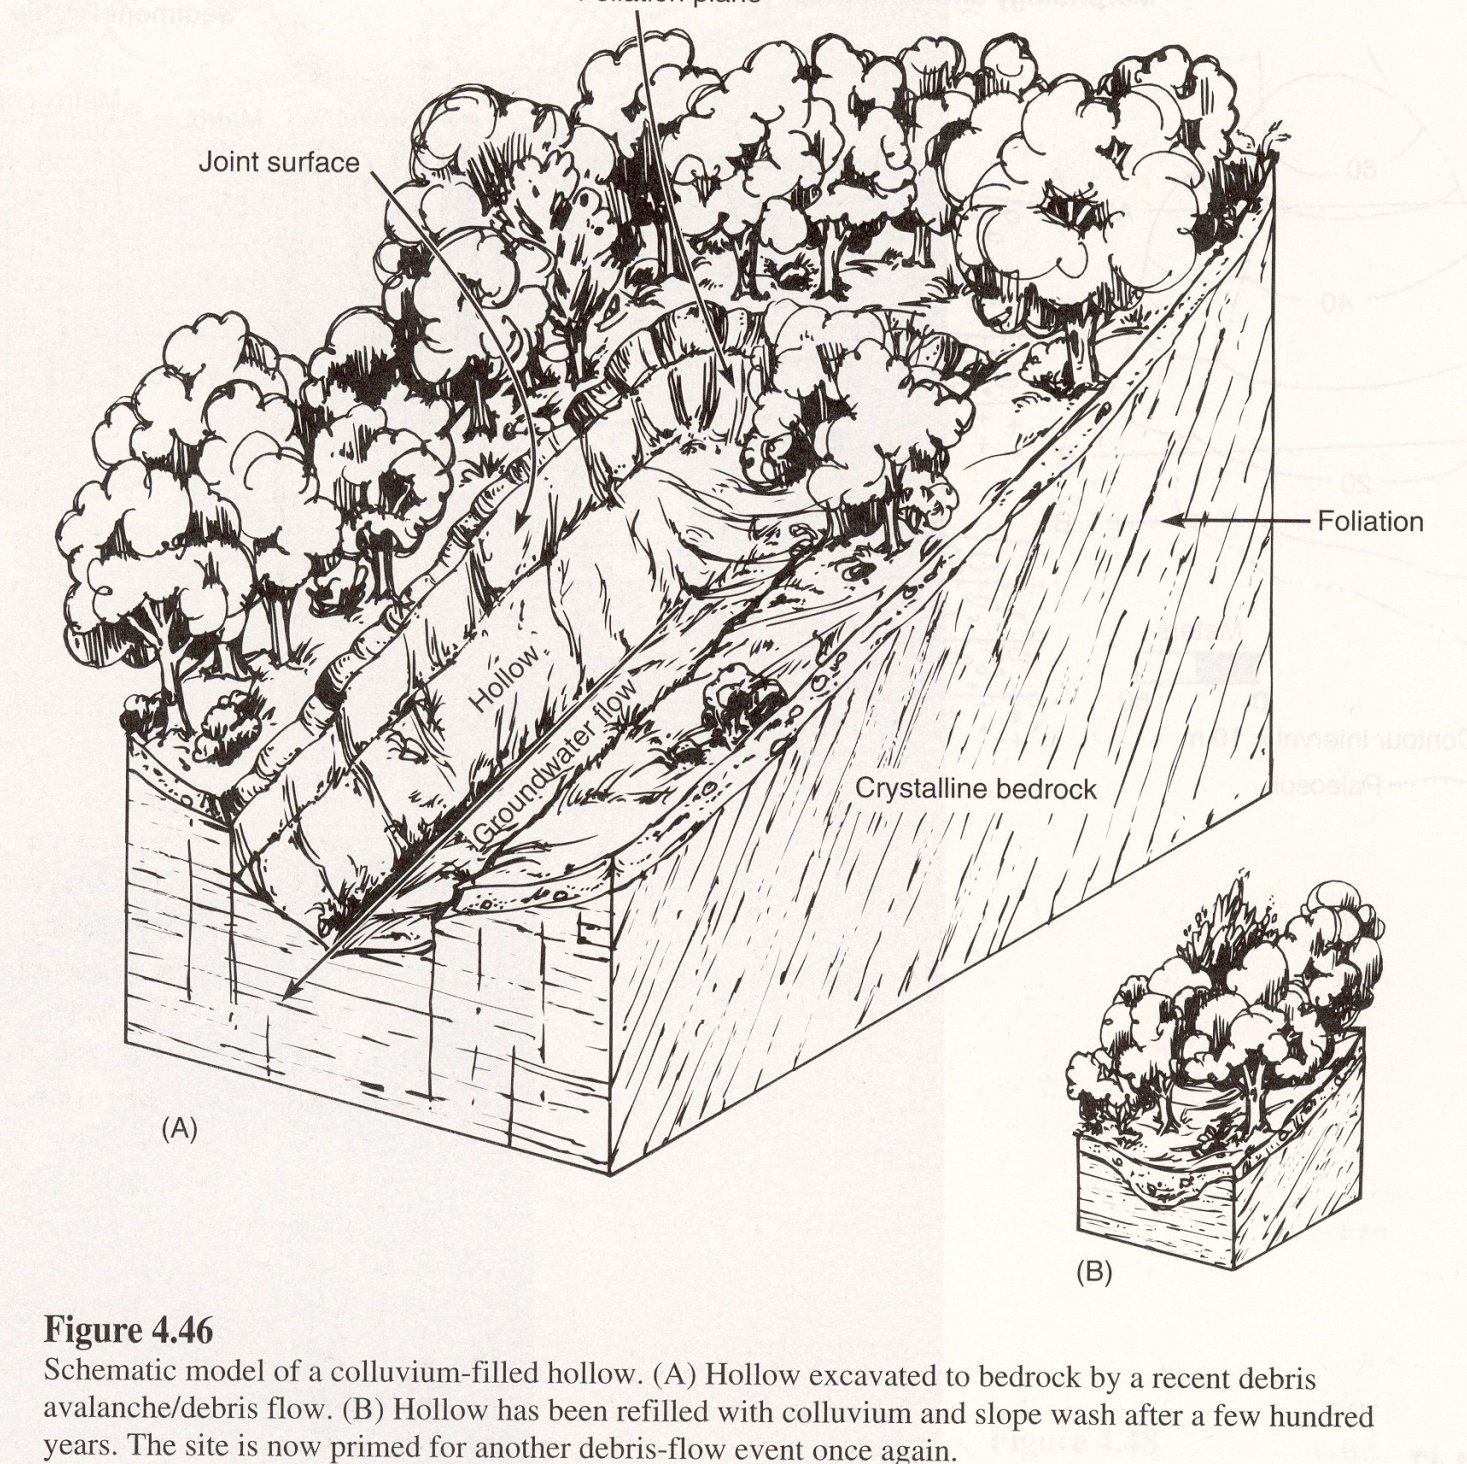 Foliation plane
Joint surface
Foliation
Hollow
Groundwater flow
Crystalline bedrock
(A)
(B)
Figure 4.46
Schematic model of a colluvium-filled hollow. (A) Hollow excavated to bedrock by a recent debris
avalanche/debris flow. (B) Hollow has been refilled with colluvium and slope wash after a few hundred
years. The site is now primed for another debris-flow event once again.